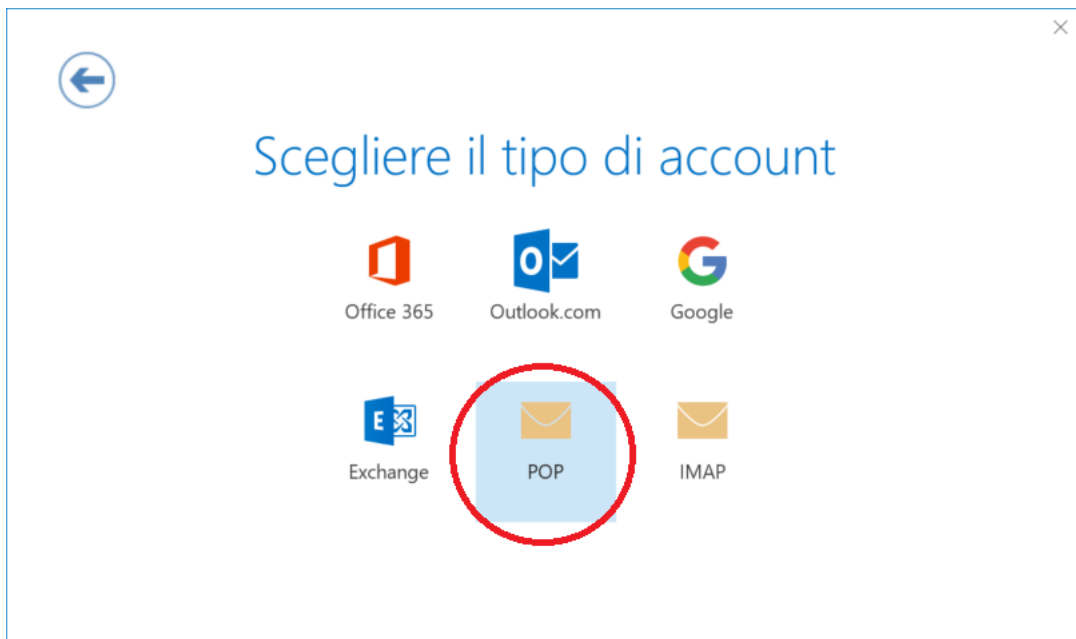 Scegliere il tipo di account
Office 365
Outlook.com
Google
Exchange
POP
IMAP